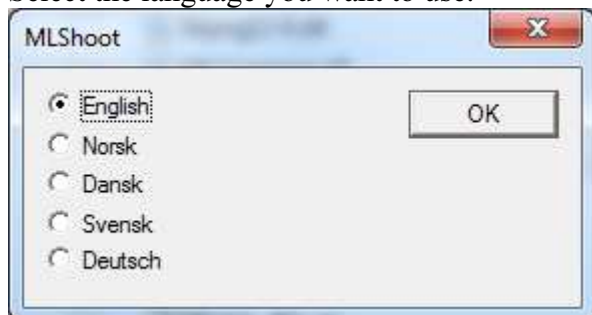 Select the language you want to use.
MLShoot
English
OK
Norsk
Dansk
Svensk
Deutsch